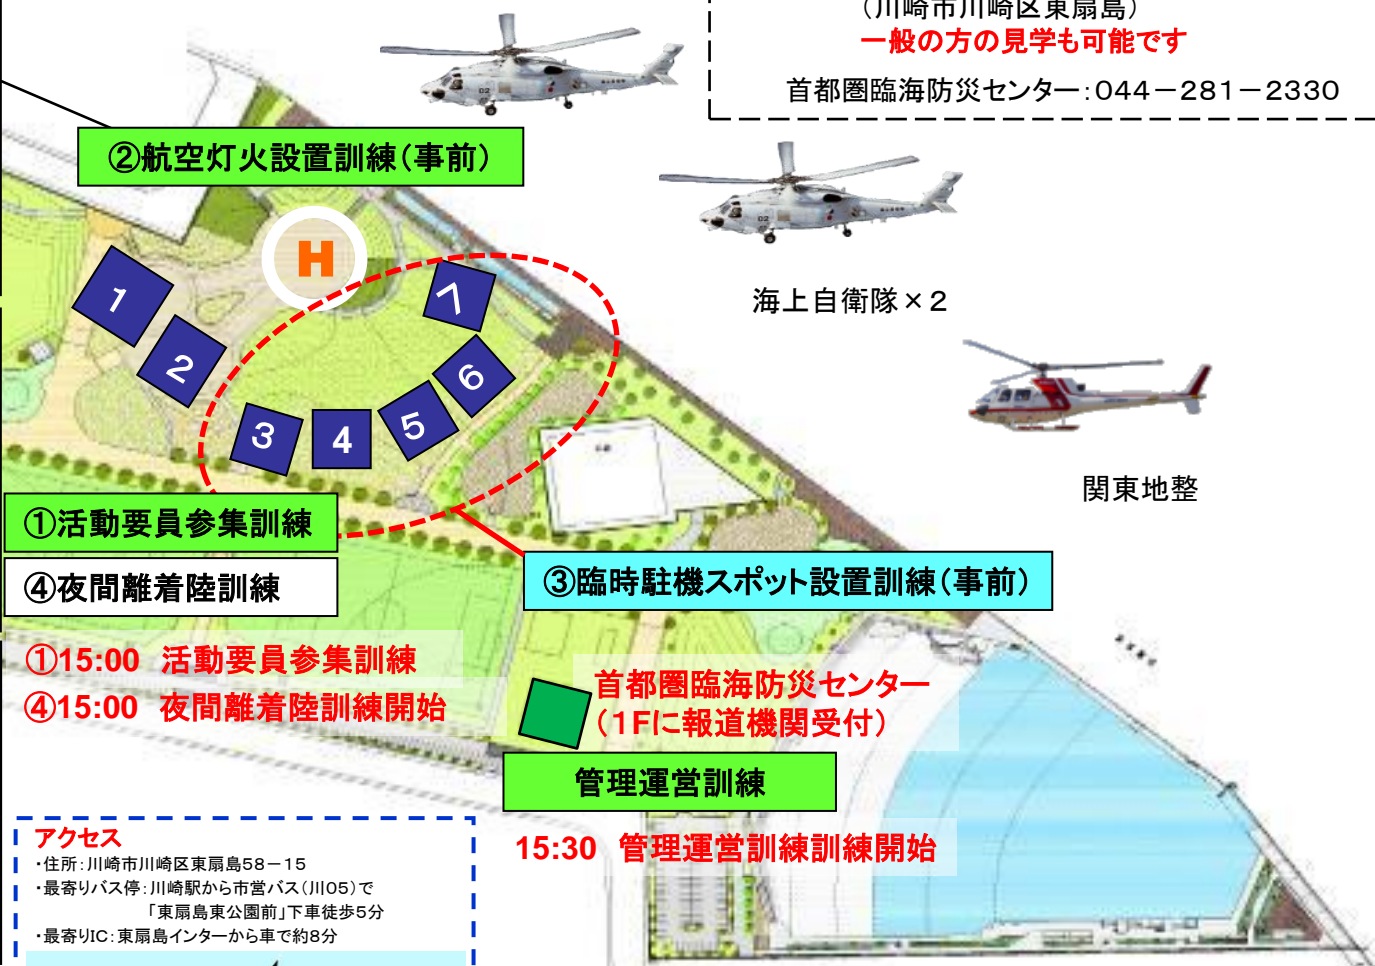 （川崎市川崎区東扇島）
一般の方の見学も可能です
首都圏臨海防災センター：044－281－2330
②航空灯火設置訓練（事前）
H
1
2
3
4
5
6
7
海上自衛隊×2
関東地整
①活動要員参集訓練
④夜間離着陸訓練
③臨時駐機スポット設置訓練（事前）
①15:00 活動要員参集訓練
④15:00 夜間離着陸訓練開始
首都圏臨海防災センター
（1Fに報道機関受付）
管理運営訓練
15:30 管理運営訓練訓練開始
アクセス
・住所：川崎市川崎区東扇島58－15
・最寄りバス停：川崎駅から市営バス（川05）で
「東扇島東公園前」下車徒歩5分
・最寄りIC：東扇島インターから車で約8分